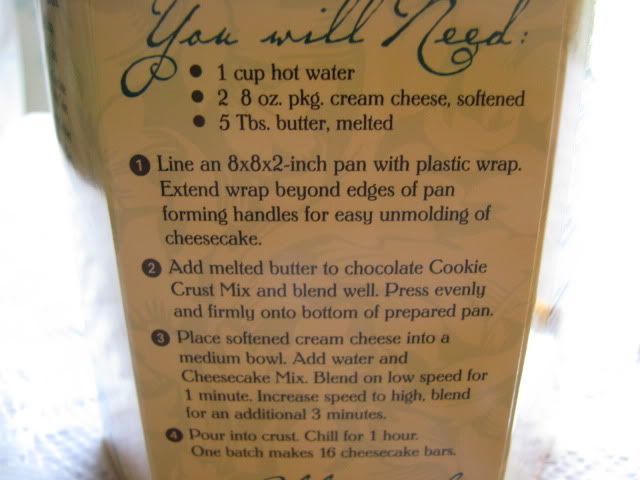 You will Need:
• 1 cup hot water
• 2 8 oz. pkg. cream cheese, softened
• 5 Tbs. butter, melted
1 Line an 8x8x2-inch pan with plastic wrap.
Extend wrap beyond edges of pan
forming handles for easy unmolding of
cheesecake.
2 Add melted butter to chocolate Cookie
Crust Mix and blend well. Press evenly
and firmly onto bottom of prepared pan.
3 Place softened cream cheese into a
medium bowl. Add water and
Cheesecake Mix. Blend on low speed for
1 minute. Increase speed to high, blend
for an additional 3 minutes.
4 Pour into crust. Chill for 1 hour.
One batch makes 16 cheesecake bars.